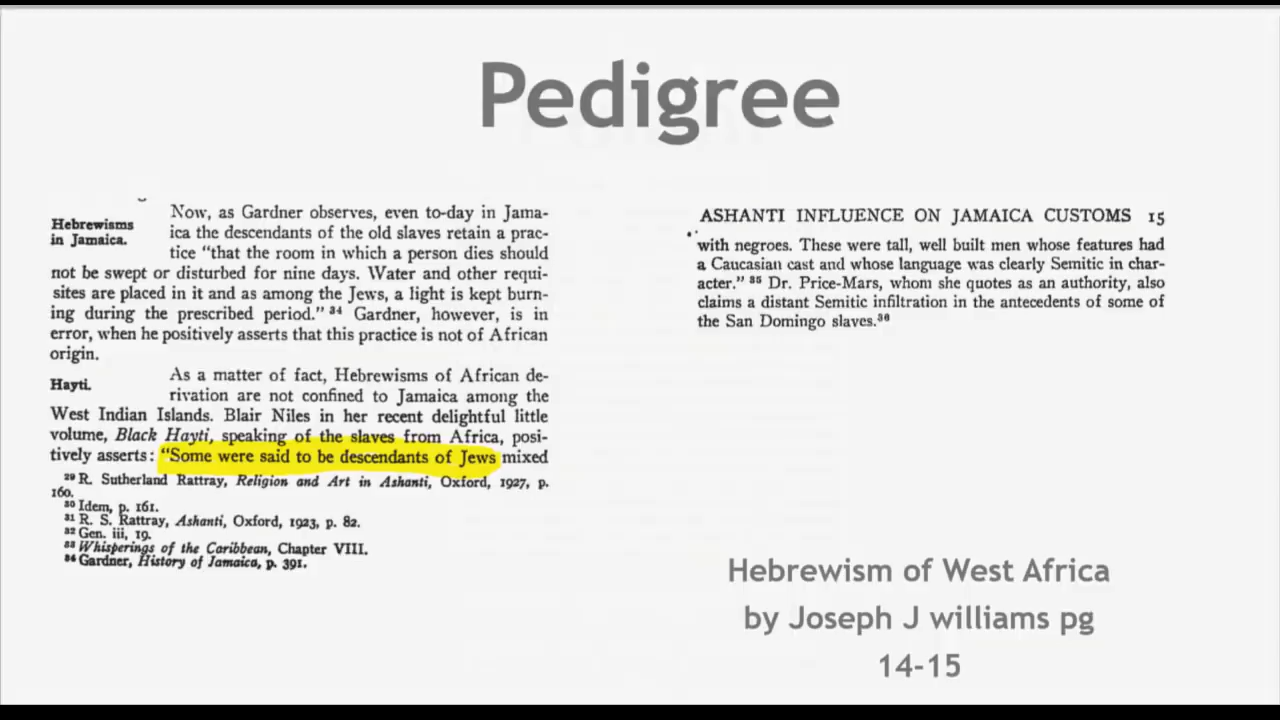 Pedigree
Hebrewisms
in Jamaica.
Now, as Gardner observes, even to-day in Jama-
ica the descendants of the old slaves retain a prac-
tice “that the room in which a person dies should
not be swept or disturbed for nine days. Water and other requi-
sites are placed in it and as among the Jews, a light is kept burn-
ing during the prescribed period.” ³⁴ Gardner, however, is in
error, when he positively asserts that this practice is not of African
origin.
Hayti.
As a matter of fact, Hebrewisms of African de-
rivation are not confined to Jamaica among the
West Indian Islands. Blair Niles in her recent delightful little
volume, Black Hayti, speaking of the slaves from Africa, posi-
tively asserts: “Some were said to be descendants of Jews mixed
²⁹ R. Sutherland Rattray, Religion and Art in Ashanti, Oxford, 1927, p.
160.
³⁰ Idem, p. 161.
³¹ R. S. Rattray, Ashanti, Oxford, 1923, p. 82.
³² Gen. iii, 19.
³³ Whisperings of the Caribbean, Chapter VIII.
³⁴ Gardner, History of Jamaica, p. 391.
ASHANTI INFLUENCE ON JAMAICA CUSTOMS 15
with negroes. These were tall, well built men whose features had
a Caucasian cast and whose language was clearly Semitic in char-
acter.” ³⁵ Dr. Price-Mars, whom she quotes as an authority, also
claims a distant Semitic infiltration in the antecedents of some of
the San Domingo slaves.³⁶
Hebrewism of West Africa
by Joseph J williams pg
14-15